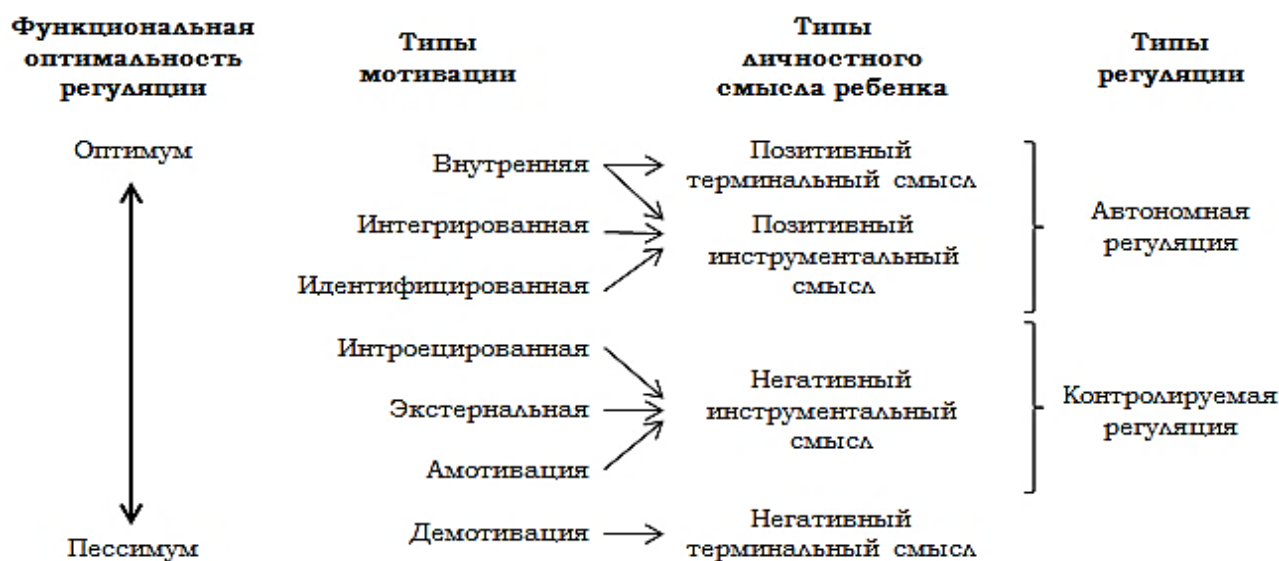 Функциональная
оптимальность
регуляции
Типы
мотивации
Типы
личностного
смысла ребенка
Типы
регуляции
Оптимум
Пессимум
Внутренняя
Интегрированная
Идентифицированная
Интроецированная
Экстернальная
Амотивация
Демотивация
Позитивный
терминальный смысл
Позитивный
инструментальный
смысл
Негативный
инструментальный
смысл
Негативный
терминальный смысл
Автономная
регуляция
Контролируемая
регуляция